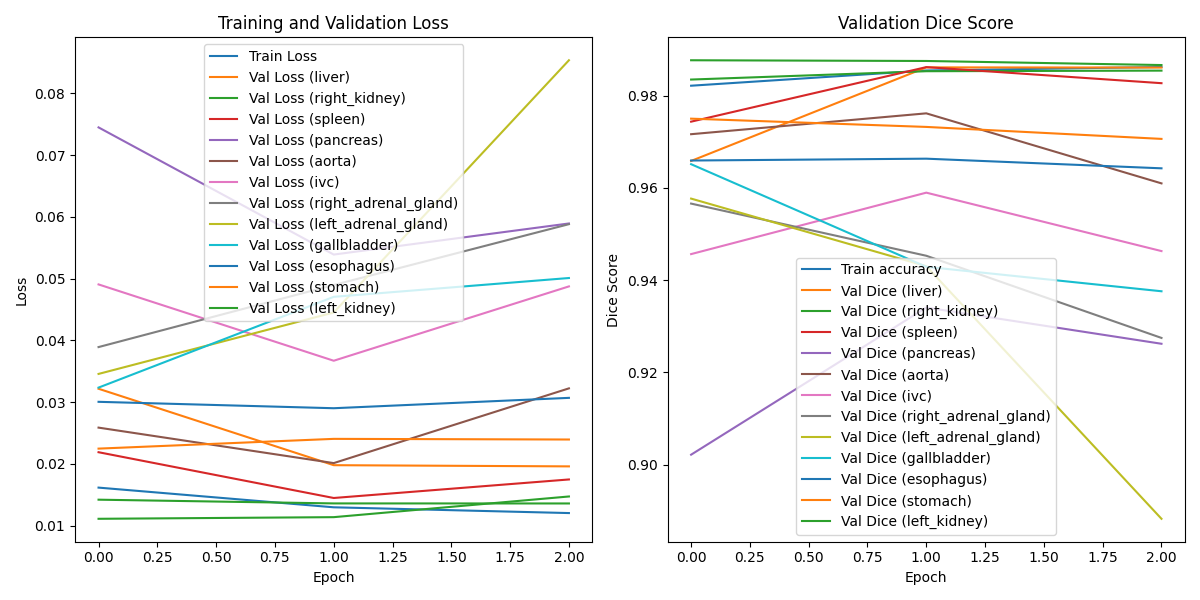 Training and Validation Loss
Loss
0.08
0.07
0.06
0.05
0.04
0.03
0.02
0.01
Train Loss
Val Loss (liver)
Val Loss (right_kidney)
Val Loss (spleen)
Val Loss (pancreas)
Val Loss (aorta)
Val Loss (ivc)
Val Loss (right_adrenal_gland)
Val Loss (left_adrenal_gland)
Val Loss (gallbladder)
Val Loss (esophagus)
Val Loss (stomach)
Val Loss (left_kidney)
0.00 0.25 0.50 0.75 1.00 1.25 1.50 1.75 2.00
Epoch
Validation Dice Score
Dice Score
0.98
0.96
0.94
0.92
0.90
Train accuracy
Val Dice (liver)
Val Dice (right_kidney)
Val Dice (spleen)
Val Dice (pancreas)
Val Dice (aorta)
Val Dice (ivc)
Val Dice (right_adrenal_gland)
Val Dice (left_adrenal_gland)
Val Dice (gallbladder)
Val Dice (esophagus)
Val Dice (stomach)
Val Dice (left_kidney)
0.00 0.25 0.50 0.75 1.00 1.25 1.50 1.75 2.00
Epoch